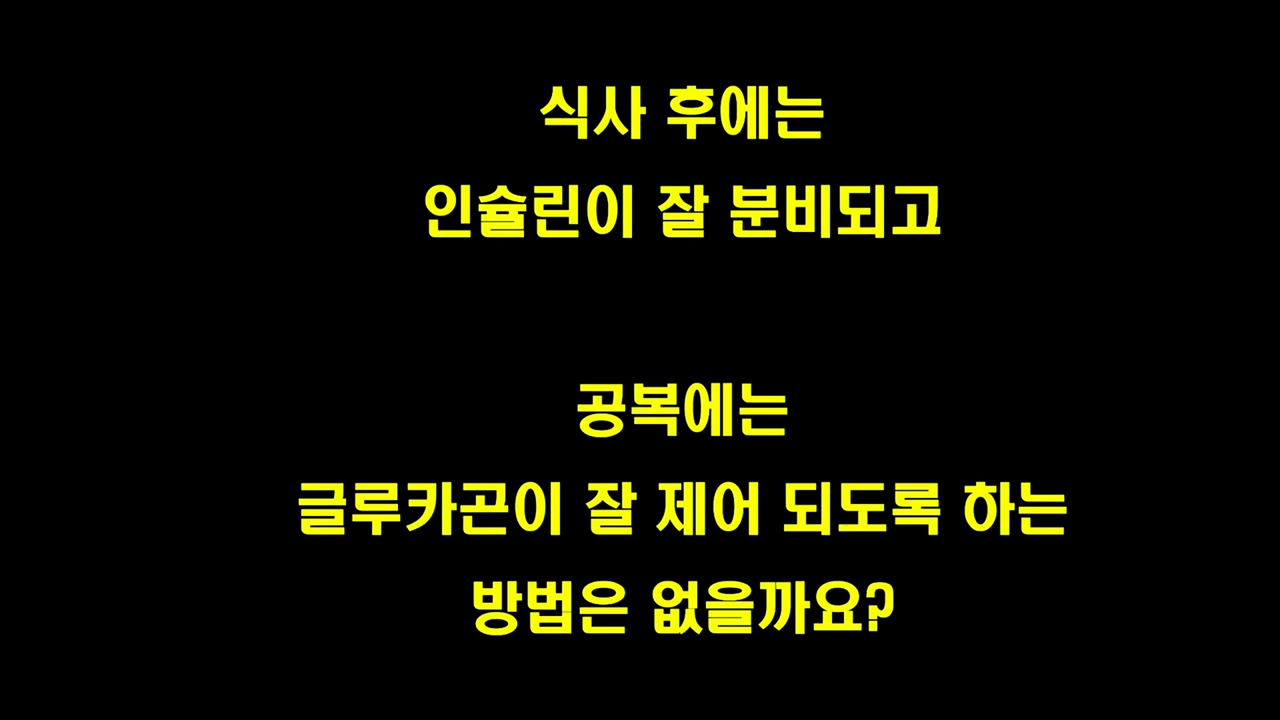 식사 후에는
인슐린이 잘 분비되고
공복에는
글루카곤이 잘 제어 되도록 하는
방법은 없을까요?